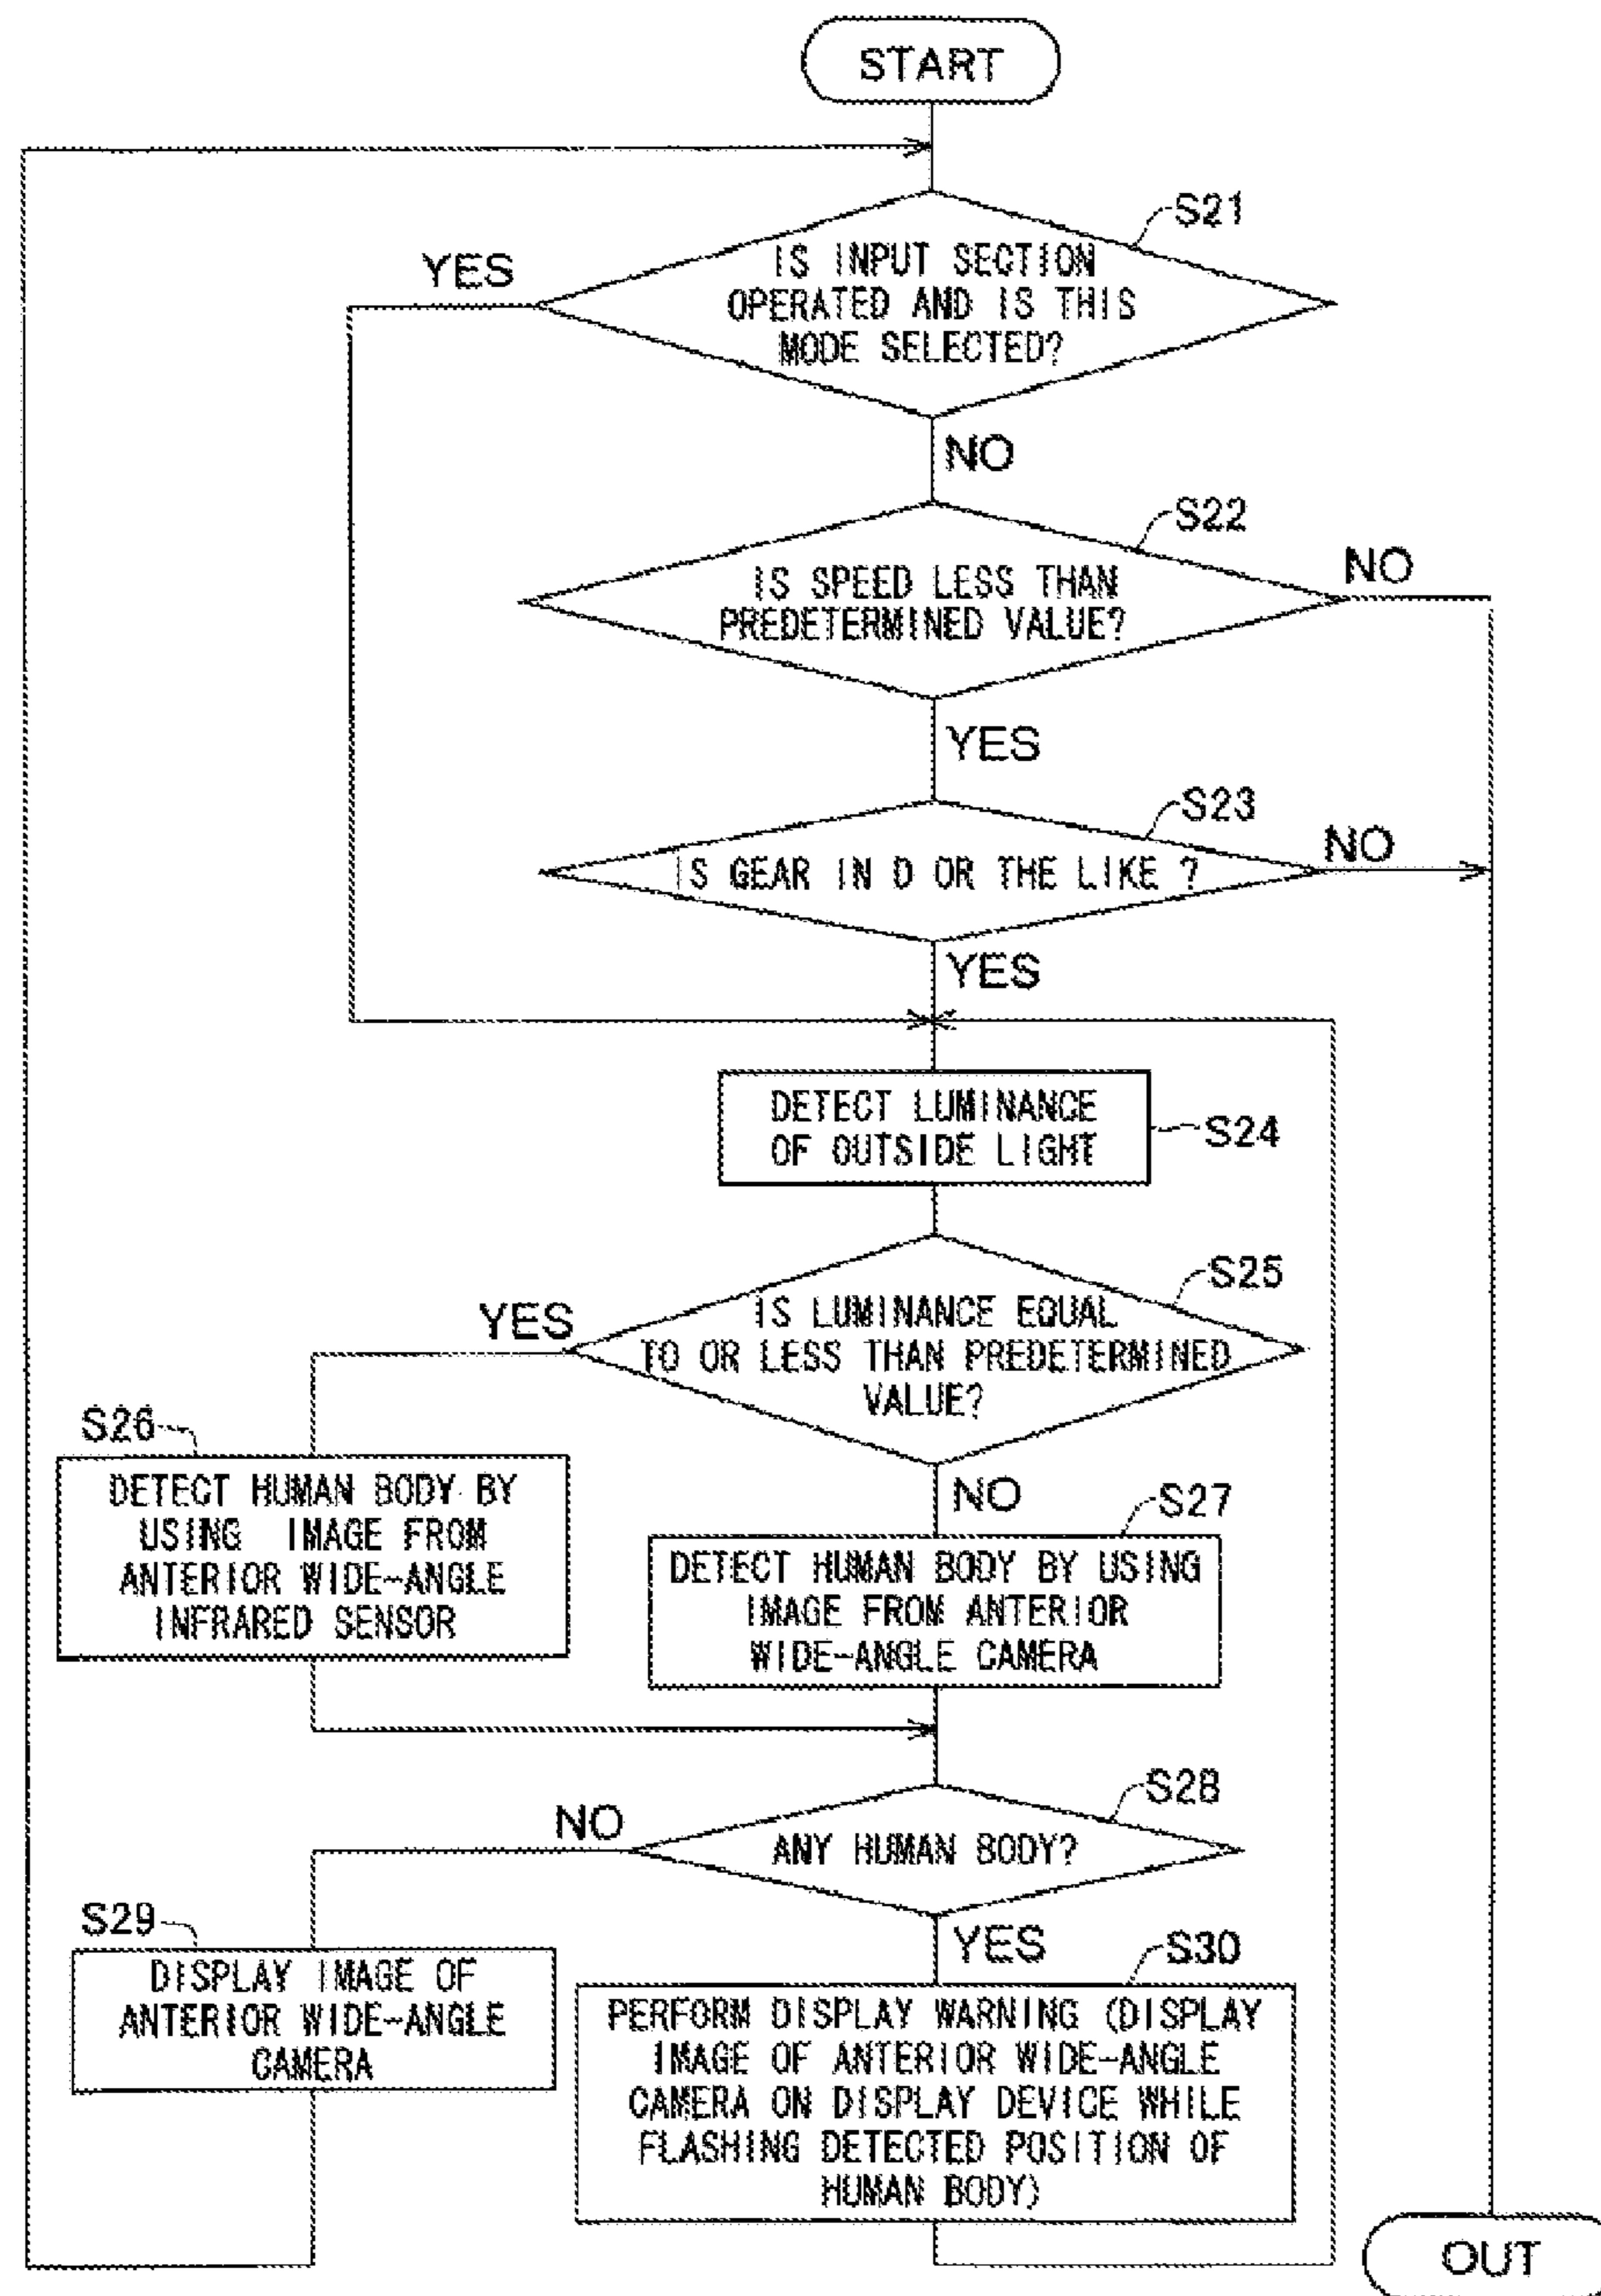 START
S21
YES
IS INPUT SECTION
OPERATED AND IS THIS
MODE SELECTED?
NO
S22
NO
IS SPEED LESS THAN
PREDETERMINED VALUE?
YES
S23
NO
IS GEAR IN D OR THE LIKE ?
YES
DETECT LUMINANCE
OF OUTSIDE LIGHT
S24
S25
YES
IS LUMINANCE EQUAL
TO OR LESS THAN PREDETERMINED
VALUE?
S26
NO
S27
DETECT HUMAN BODY BY
USING IMAGE FROM
ANTERIOR WIDE-ANGLE
INFRARED SENSOR
DETECT HUMAN BODY BY USING
IMAGE FROM ANTERIOR
WIDE-ANGLE CAMERA
S28
NO
ANY HUMAN BODY?
S29
YES
S30
DISPLAY IMAGE OF
ANTERIOR WIDE-ANGLE
CAMERA
PERFORM DISPLAY WARNING (DISPLAY
IMAGE OF ANTERIOR WIDE-ANGLE
CAMERA ON DISPLAY DEVICE WHILE
FLASHING DETECTED POSITION OF
HUMAN BODY)
OUT